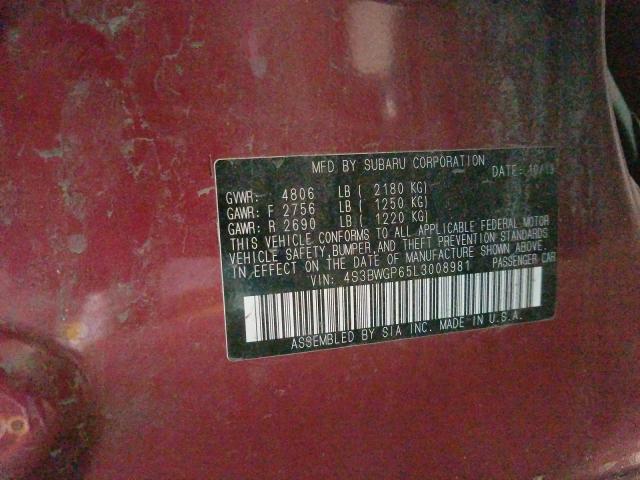 MFD BY SUBARU CORPORATION
DATE: 10/19
GVWR: 4806 LB ( 2180 KG)
GAWR: F 2756 LB ( 1250 KG)
GAWR: R 2690 LB ( 1220 KG)
THIS VEHICLE CONFORMS TO ALL APPLICABLE FEDERAL MOTOR
VEHICLE SAFETY, BUMPER, AND THEFT PREVENTION STANDARDS
IN EFFECT ON THE DATE OF MANUFACTURE SHOWN ABOVE.
VIN: 4S3BWGP65L3008981 PASSENGER CAR
ASSEMBLED BY SIA INC. MADE IN U.S.A.